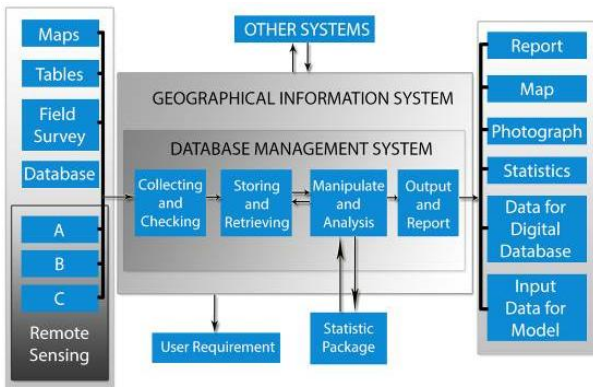 Maps
Tables
Field
Survey
Database
A
B
C
Remote
Sensing
OTHER SYSTEMS
GEOGRAPHICAL INFORMATION SYSTEM
DATABASE MANAGEMENT SYSTEM
Collecting
and
Checking
Storing
and
Retrieving
Manipulate
and
Analysis
Output
and
Report
User Requirement
Statistic
Package
Report
Map
Photograph
Statistics
Data for
Digital
Database
Input
Data for
Model